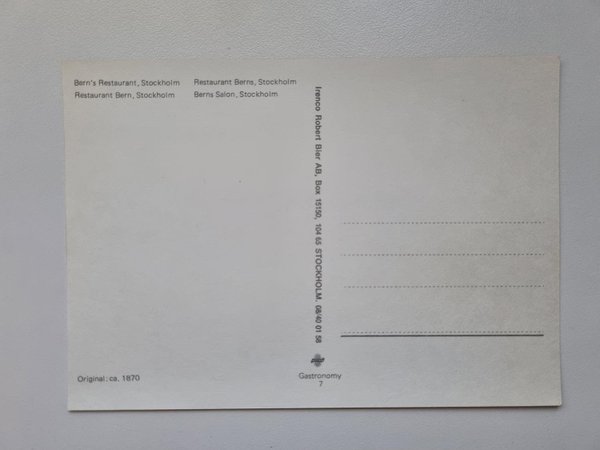 Bern's Restaurant, Stockholm
Restaurant Bern, Stockholm
Restaurant Berns, Stockholm
Berns Salon, Stockholm
Irenco Robert Bier AB, Box 15150, 104 65 STOCKHOLM. 08/40 01 58
Original: ca. 1870
Gastronomy
7